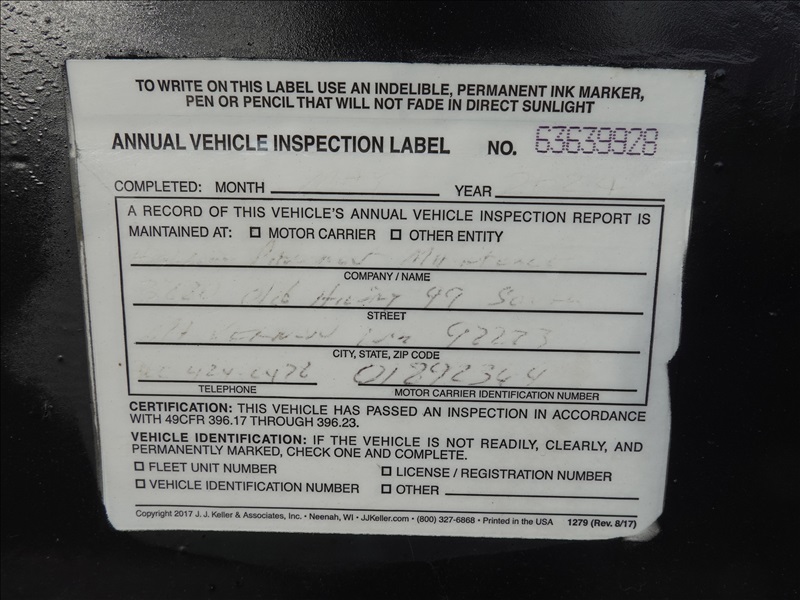 TO WRITE ON THIS LABEL USE AN INDELIBLE, PERMANENT INK MARKER,
PEN OR PENCIL THAT WILL NOT FADE IN DIRECT SUNLIGHT
ANNUAL VEHICLE INSPECTION LABEL NO. 63639928
COMPLETED: MONTH YEAR
A RECORD OF THIS VEHICLE'S ANNUAL VEHICLE INSPECTION REPORT IS
MAINTAINED AT: ☐ MOTOR CARRIER ☐ OTHER ENTITY
COMPANY / NAME
Old 99
STREET
Vernon
CITY, STATE, ZIP CODE
TELEPHONE MOTOR CARRIER IDENTIFICATION NUMBER
CERTIFICATION: THIS VEHICLE HAS PASSED AN INSPECTION IN ACCORDANCE
WITH 49CFR 396.17 THROUGH 396.23.
VEHICLE IDENTIFICATION: IF THE VEHICLE IS NOT READILY, CLEARLY, AND
PERMANENTLY MARKED, CHECK ONE AND COMPLETE.
☐ FLEET UNIT NUMBER ☐ LICENSE / REGISTRATION NUMBER
☐ VEHICLE IDENTIFICATION NUMBER ☐ OTHER
Copyright 2017 J. J. Keller & Associates, Inc. • Neenah, WI • JJKeller.com • (800) 327-6868 • Printed in the USA 1279 (Rev. 8/17)